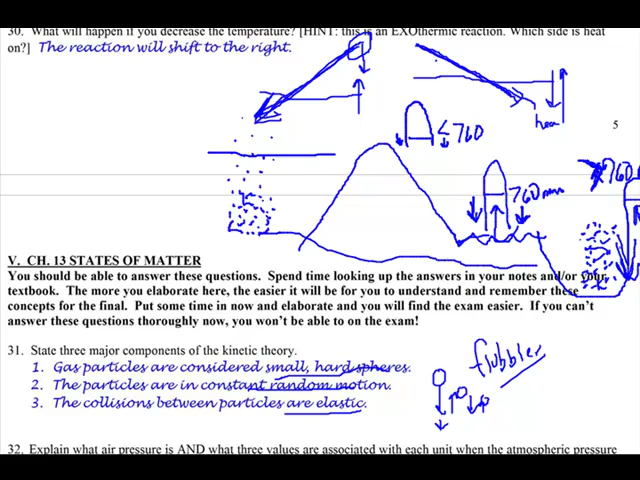 30. What will happen if you decrease the temperature? [HINT: this is an EXOthermic reaction. Which side is heat
on?] The reaction will shift to the right.
hea
≤760
5
760
760mm
V. CH. 13 STATES OF MATTER
You should be able to answer these questions. Spend time looking up the answers in your notes and/or your
textbook. The more you elaborate here, the easier it will be for you to understand and remember these
concepts for the final. Put some time in now and elaborate and you will find the exam easier. If you can't
answer these questions thoroughly now, you won't be able to on the exam!
31. State three major components of the kinetic theory.
1. Gas particles are considered small, hard spheres.
2. The particles are in constant random motion.
3. The collisions between particles are elastic.
flubber
32. Explain what air pressure is AND what three values are associated with each unit when the atmospheric pressure